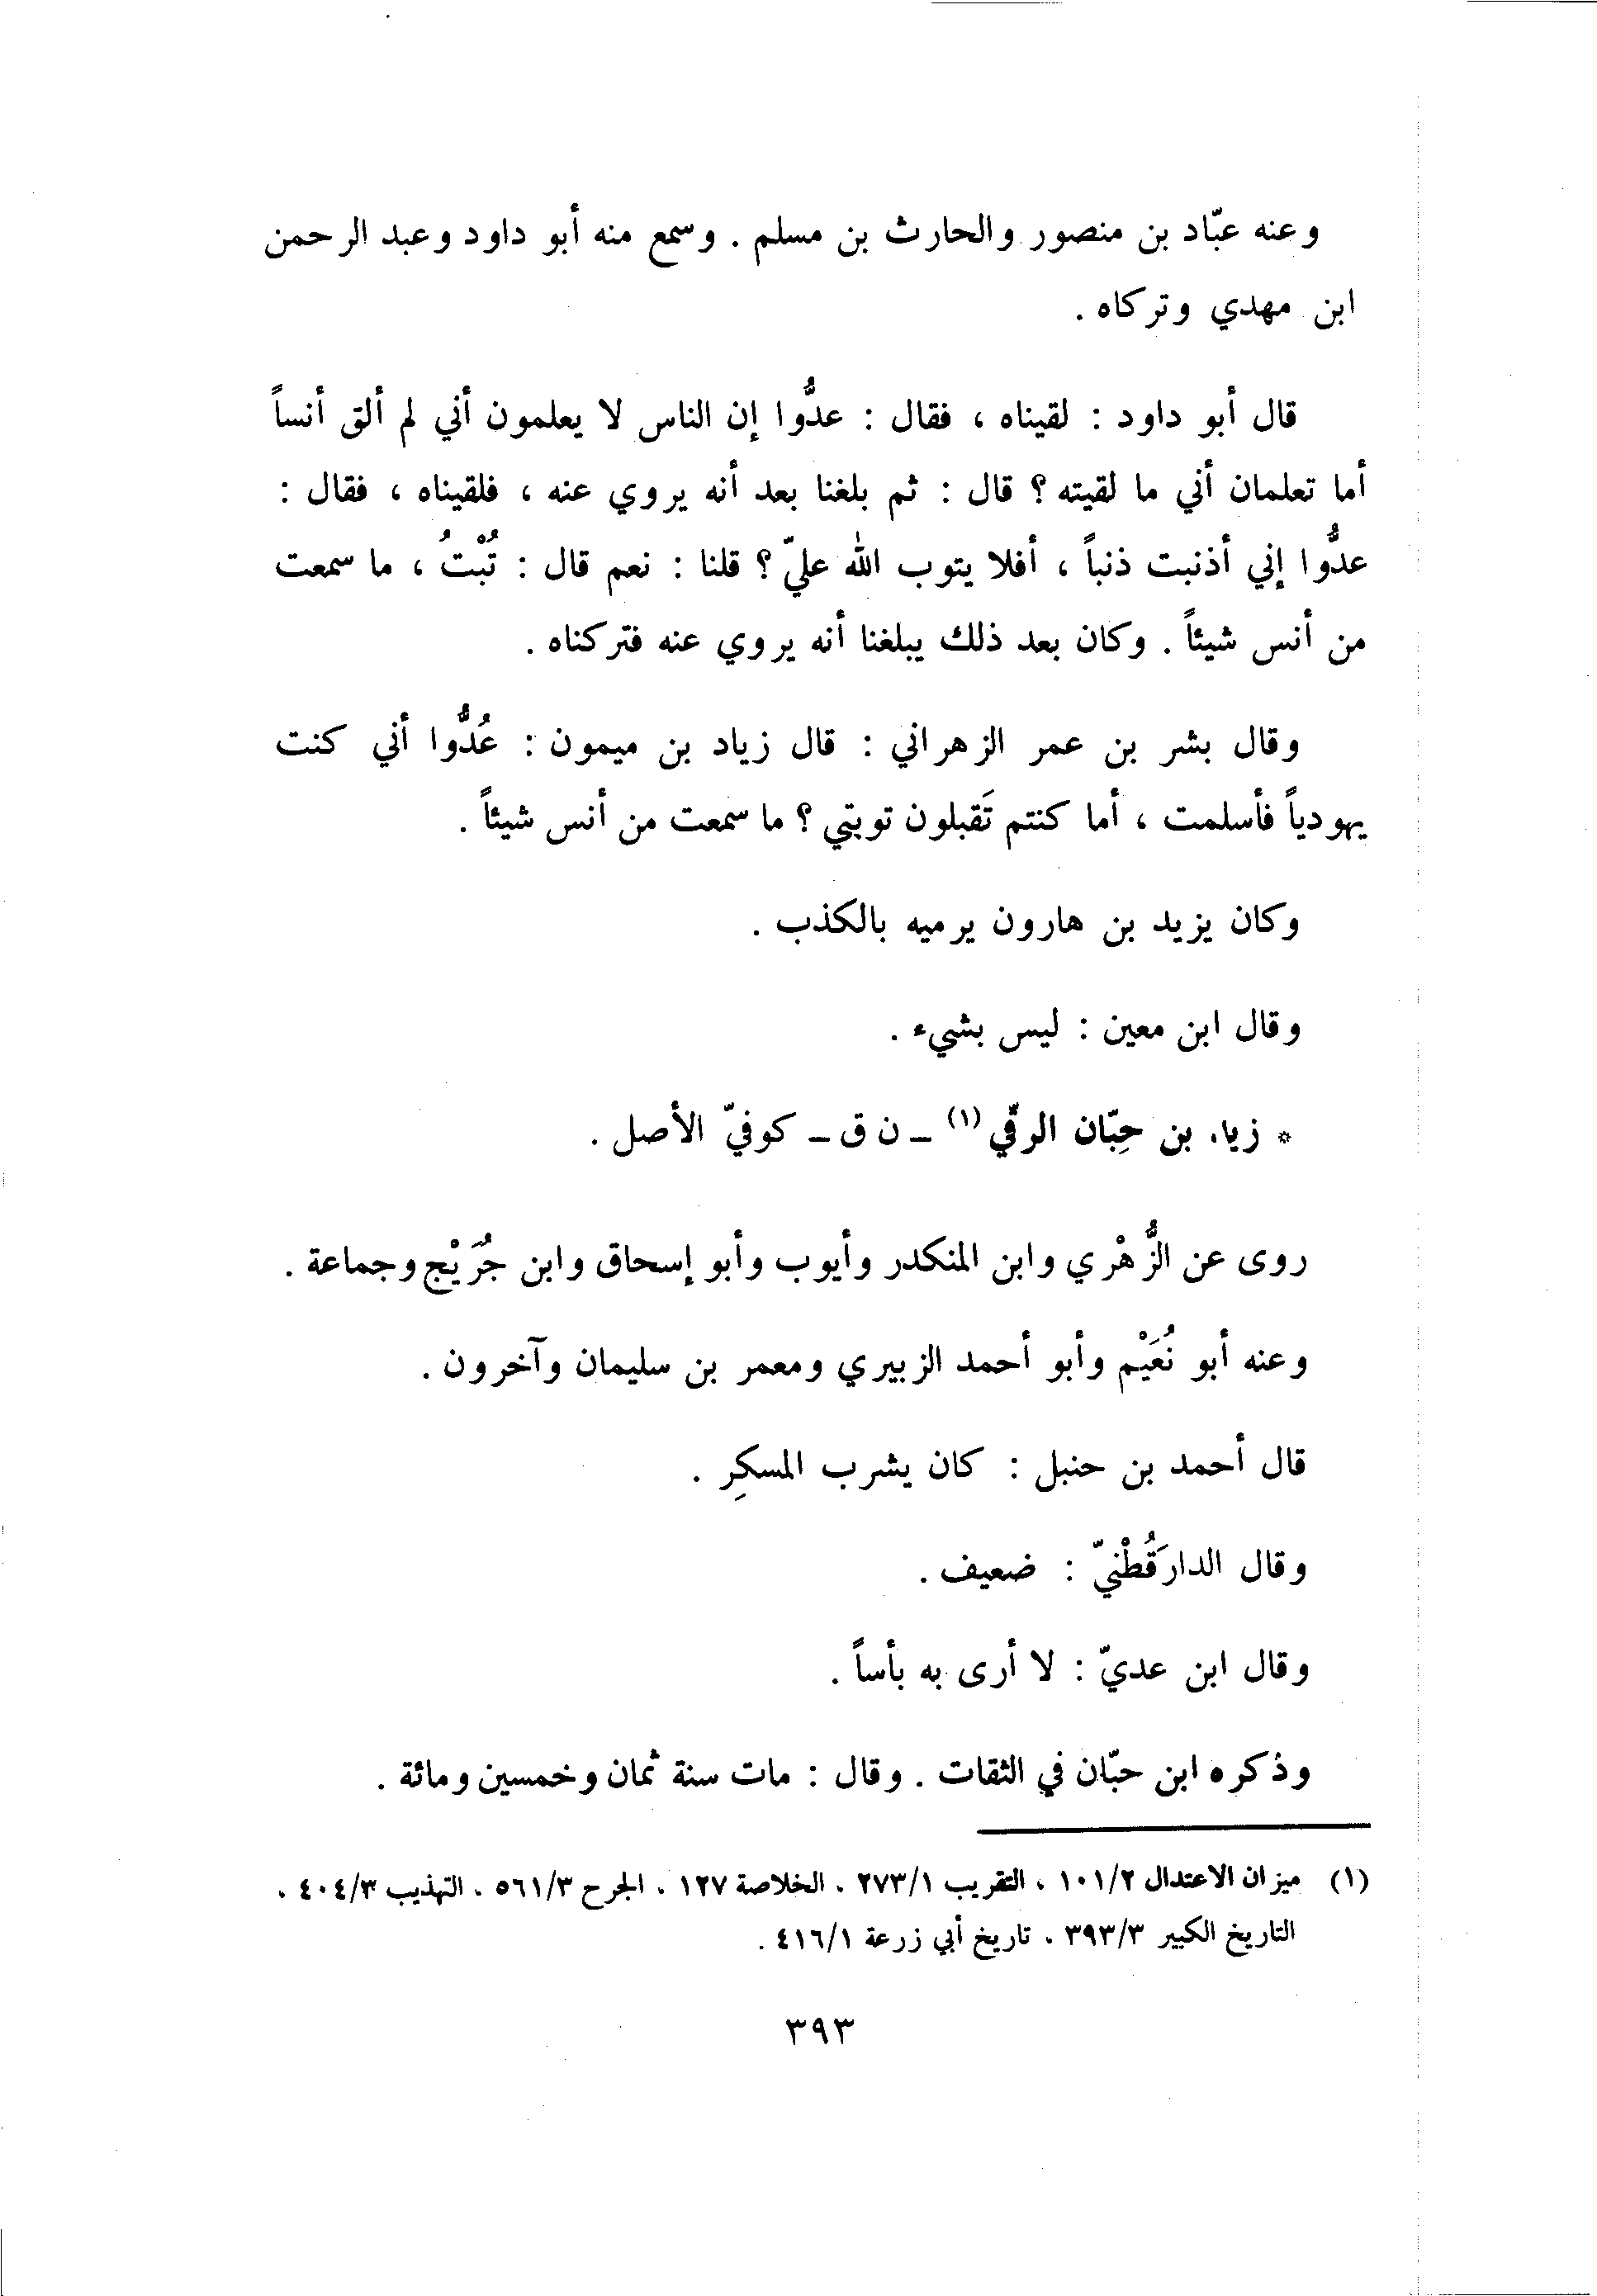 وعنه عبّاد بن منصور والحارث بن مسلم . وسمع منه أبو داود وعبد الرحمن
ابن مهدي وتركاه .
قال أبو داود : لقيناه ، فقال : عدُّوا إن الناس لا يعلمون أني لم ألق أنساً
أما تعلمان أني ما لقيته ؟ قال : ثم بلغنا بعد أنه يروي عنه ، فلقيناه ، فقال :
عدُّوا إني أذنبت ذنباً ، أفلا يتوب الله عليّ ؟ قلنا : نعم قال : تُبْتُ ، ما سمعت
من أنس شيئاً . وكان بعد ذلك يبلغنا أنه يروي عنه فتركناه .
وقال بشر بن عمر الزهراني : قال زياد بن ميمون : عُدُّوا أني كنت
يهودياً فأسلمت ، أما كنتم تَقبلون توبتي ؟ ما سمعت من أنس شيئاً .
وكان يزيد بن هارون يرميه بالكذب .
وقال ابن معين : ليس بشيء .
* زياد بن حِبّان الرقّي (١) ــ ن ق ــ كوفيّ الأصل .
روى عن الزُّهْري وابن المنكدر وأيوب وأبو إسحاق وابن جُرَيْج وجماعة .
وعنه أبو نُعَيْم وأبو أحمد الزبيري ومعمر بن سليمان وآخرون .
قال أحمد بن حنبل : كان يشرب المسكِر .
وقال الدارَقُطْنيّ : ضعيف .
وقال ابن عديّ : لا أرى به بأساً .
وذكره ابن حبّان في الثقات . وقال : مات سنة ثمان وخمسين ومائة .
(١) ميزان الاعتدال ١٠١/٢ ، التقريب ٢٧٣/١ . الخلاصة ١٢٧ . الجرح ٥٦١/٣ . التهذيب ٤٠٤/٣ .
التاريخ الكبير ٣٩٣/٣ . تاريخ أبي زرعة ٤١٦/١ .
٣٩٣